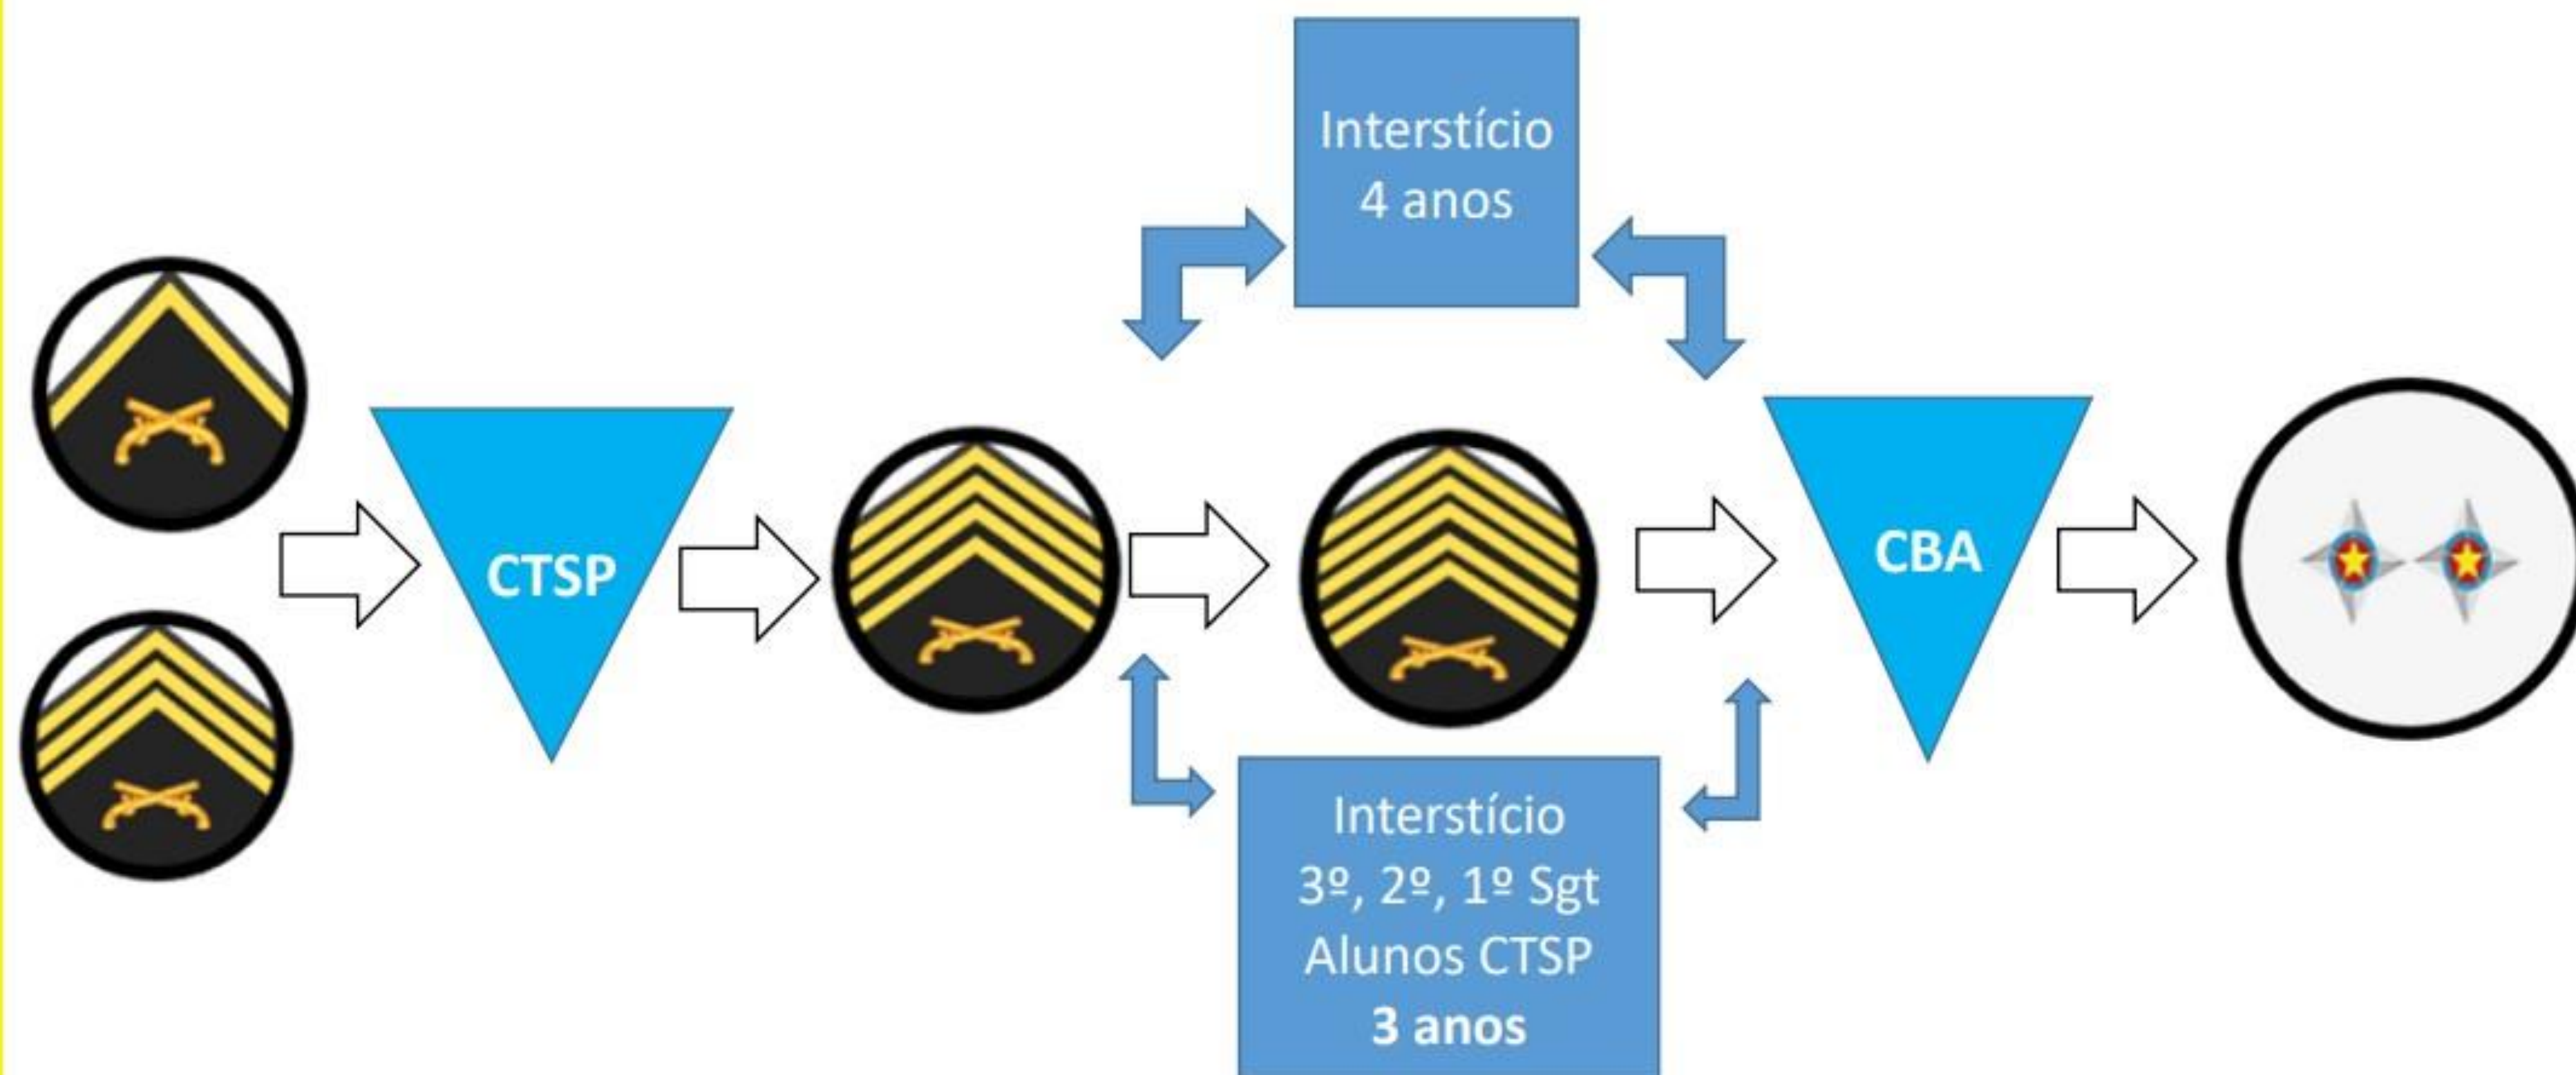 Interstício
4 anos
CTSP
CBA
Interstício
3º, 2º, 1º Sgt
Alunos CTSP
3 anos